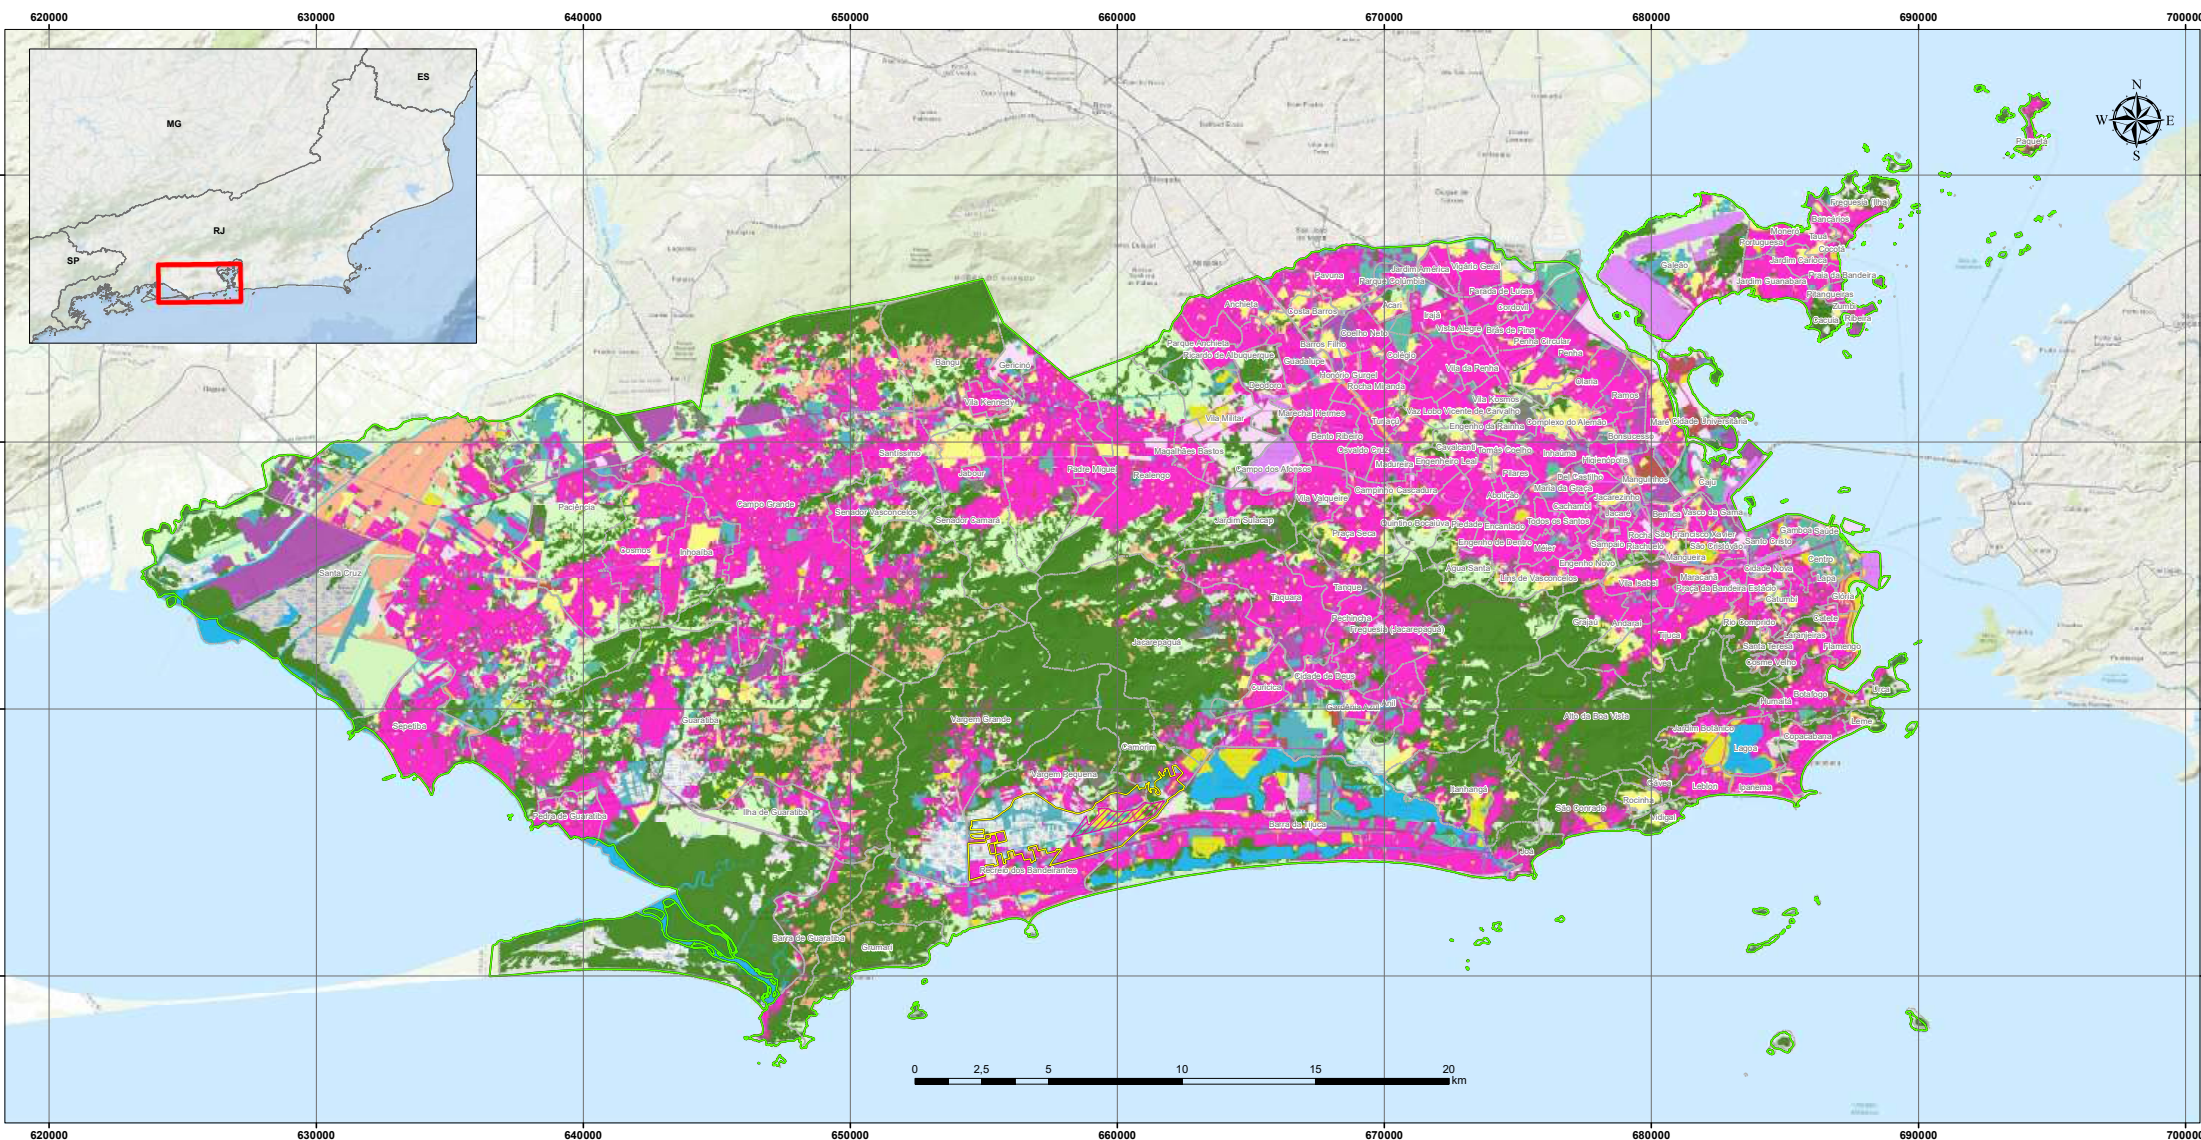 620000
630000
640000
650000
660000
670000
680000
690000
700000
ES
MG
RJ
SP
N
W
E
S
Paquetá
Freguesia (Ilha)
Bancários
Moneró
Tauá
Portuguesa
Cocotá
Jardim Carioca
Galeão
Praia da Bandeira
Jardim Guanabara
Pitangueiras
Zumbi
Cacuia
Ribeira
Pavuna
Jardim América
Vigário Geral
Parque Columbia
Parada de Lucas
Anchieta
Costa Barros
Acari
Irajá
Cordovil
Coelho Neto
Vista Alegre
Brás de Pina
Parque Anchieta
Barros Filho
Penha Circular
Ricardo de Albuquerque
Guadalupe
Colégio
Penha
Bangu
Gericinó
Vila da Penha
Honório Gurgel
Rocha Miranda
Olaria
Deodoro
Vila Kennedy
Vila Kosmos
Ramos
Vila Militar
Marechal Hermes
Turiaçu
Vaz Lobo
Vicente de Carvalho
Engenho da Rainha
Complexo do Alemão
Maré
Cidade Universitária
Bento Ribeiro
Bonsucesso
Santíssimo
Magalhães Bastos
Osvaldo Cruz
Cavalcanti
Tomás Coelho
Inhaúma
Higienópolis
Jabour
Padre Miguel
Realengo
Campo dos Afonsos
Madureira
Engenheiro Leal
Pilares
Del Castilho
Manguinhos
Caju
Maria da Graça
Vila Valqueire
Campinho
Cascadura
Abolição
Jacarezinho
Paciência
Campo Grande
Senador Vasconcelos
Senador Camará
Jardim Sulacap
Cachambi
Jacaré
Benfica
Vasco da Gama
Quintino Bocaiúva
Piedade
Encantado
Todos os Santos
Praça Seca
Rocha
São Francisco Xavier
Gamboa
Saúde
Santo Cristo
Cosmos
Inhoaíba
Engenho de Dentro
Méier
Sampaio
Riachuelo
São Cristóvão
Mangueira
Centro
Santa Cruz
Água Santa
Engenho Novo
Cidade Nova
Lins de Vasconcelos
Vila Isabel
Maracanã
Lapa
Taquara
Tanque
Praça da Bandeira
Estácio
Catumbi
Glória
Pechincha
Freguesia (Jacarepaguá)
Grajaú
Andaraí
Rio Comprido
Catete
Tijuca
Laranjeiras
Jacarepaguá
Santa Teresa
Flamengo
Cosme Velho
Cidade de Deus
Curicica
Urca
Botafogo
Gardênia Azul
Anil
Humaitá
Sepetiba
Guaratiba
Vargem Grande
Alto da Boa Vista
Leme
Jardim Botânico
Copacabana
Camorim
Lagoa
Vargem Pequena
Gávea
Leblon
Ipanema
Itanhangá
Rocinha
São Conrado
Vidigal
Pedra de Guaratiba
Ilha de Guaratiba
Barra da Tijuca
Joá
Recreio dos Bandeirantes
Barra de Guaratiba
Grumari
0
2,5
5
10
15
20
km
620000
630000
640000
650000
660000
670000
680000
690000
700000